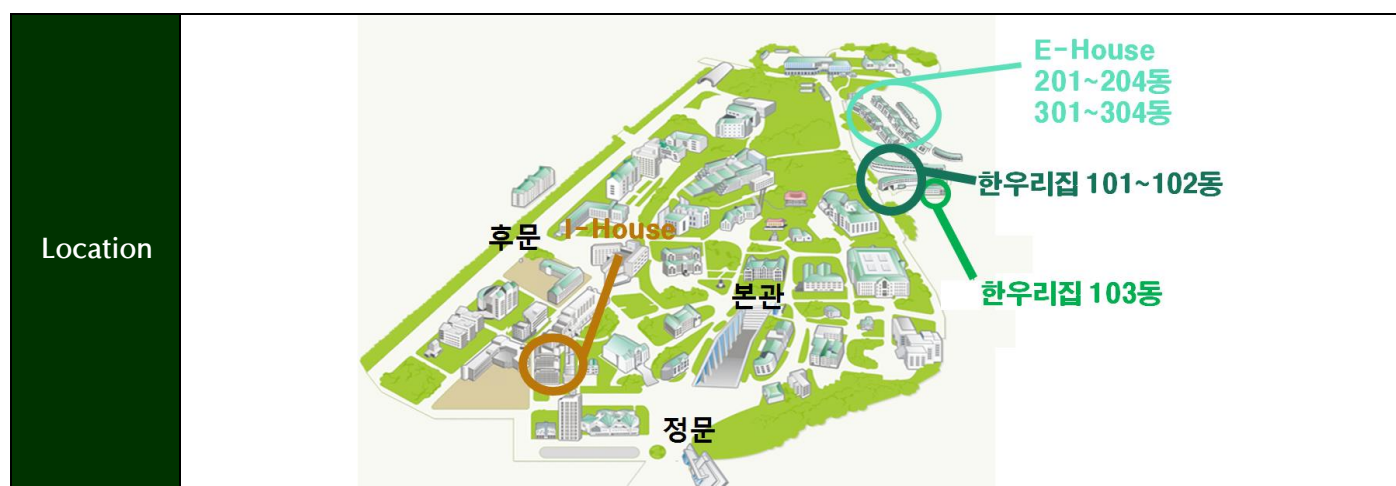 Location
E-House
201~204동
301~304동
한우리집 101~102동
후문
I-House
본관
한우리집 103동
정문